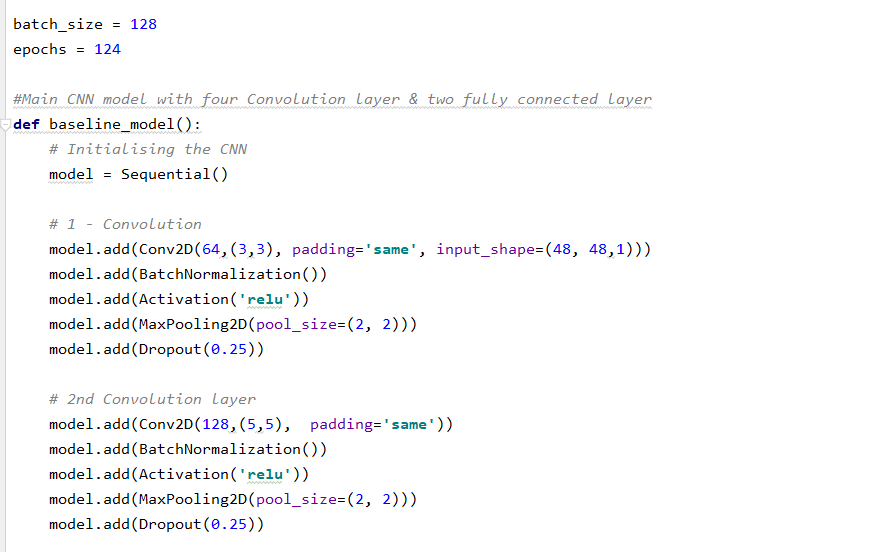 batch_size = 128
epochs = 124
#Main CNN model with four Convolution layer & two fully connected layer
def baseline_model():
    # Initialising the CNN
    model = Sequential()
    # 1 - Convolution
    model.add(Conv2D(64,(3,3), padding='same', input_shape=(48, 48,1)))
    model.add(BatchNormalization())
    model.add(Activation('relu'))
    model.add(MaxPooling2D(pool_size=(2, 2)))
    model.add(Dropout(0.25))
    # 2nd Convolution layer
    model.add(Conv2D(128,(5,5),  padding='same'))
    model.add(BatchNormalization())
    model.add(Activation('relu'))
    model.add(MaxPooling2D(pool_size=(2, 2)))
    model.add(Dropout(0.25))